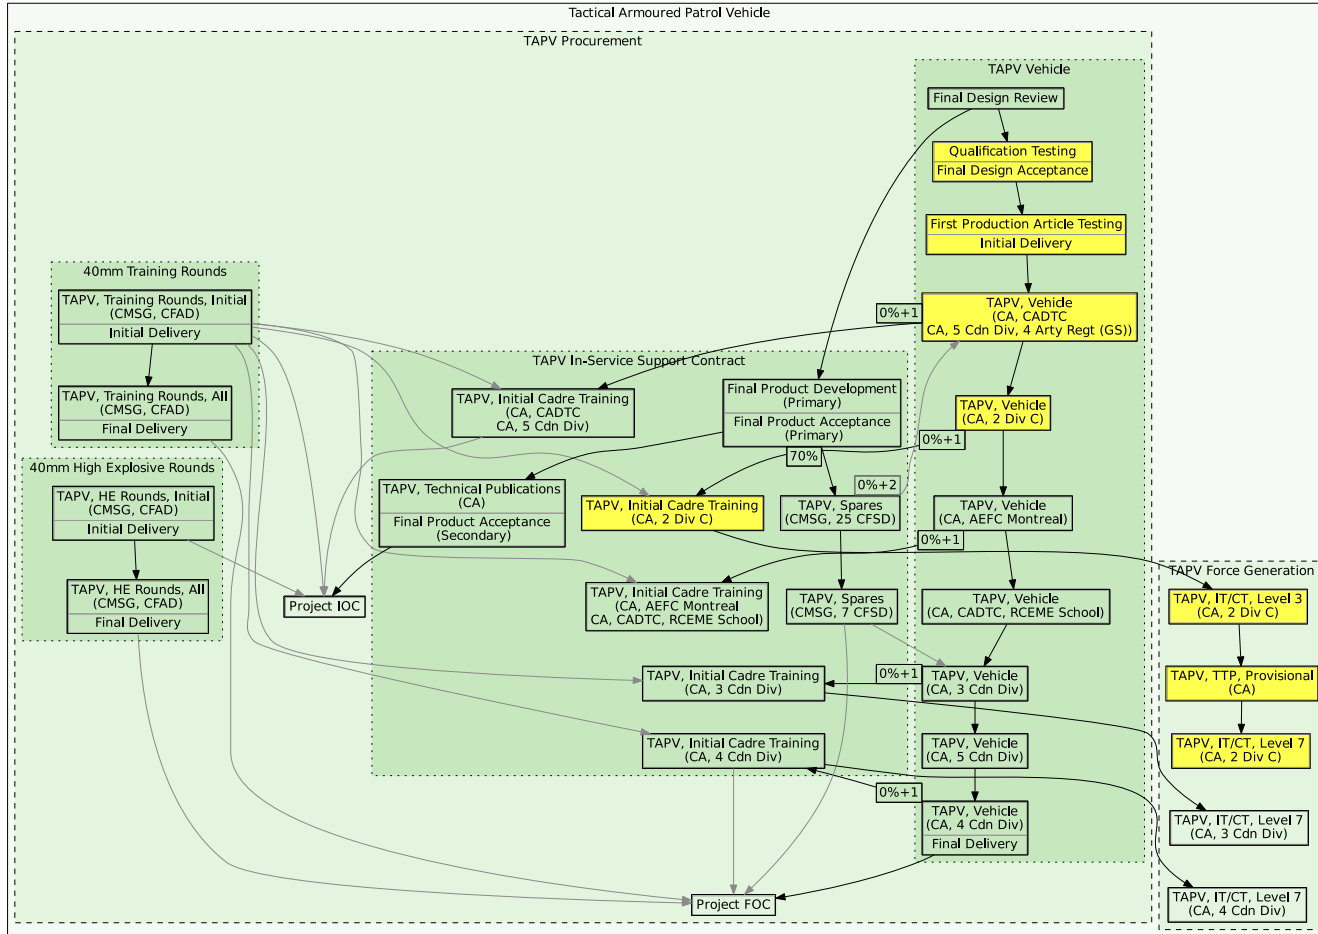 Tactical Armoured Patrol Vehicle
TAPV Procurement
TAPV Vehicle
Final Design Review
Qualification Testing
Final Design Acceptance
First Production Article Testing
Initial Delivery
40mm Training Rounds
TAPV, Training Rounds, Initial
(CMSG, CFAD)
Initial Delivery
TAPV, Vehicle
(CA, CADTC
CA, 5 Cdn Div, 4 Arty Regt (GS))
0%+1
TAPV In-Service Support Contract
TAPV, Training Rounds, All
(CMSG, CFAD)
Final Delivery
TAPV, Initial Cadre Training
(CA, CADTC
CA, 5 Cdn Div)
Final Product Development
(Primary)
Final Product Acceptance
(Primary)
70%
TAPV, Vehicle
(CA, 2 Div C)
0%+1
40mm High Explosive Rounds
TAPV, HE Rounds, Initial
(CMSG, CFAD)
Initial Delivery
TAPV, Technical Publications
(CA)
Final Product Acceptance
(Secondary)
TAPV, Initial Cadre Training
(CA, 2 Div C)
0%+2
TAPV, Spares
(CMSG, 25 CFSD)
TAPV, Vehicle
(CA, AEFC Montreal)
0%+1
TAPV, HE Rounds, All
(CMSG, CFAD)
Final Delivery
Project IOC
TAPV, Initial Cadre Training
(CA, AEFC Montreal
CA, CADTC, RCEME School)
TAPV, Spares
(CMSG, 7 CFSD)
TAPV, Vehicle
(CA, CADTC, RCEME School)
TAPV Force Generation
TAPV, IT/CT, Level 3
(CA, 2 Div C)
TAPV, Initial Cadre Training
(CA, 3 Cdn Div)
0%+1
TAPV, Vehicle
(CA, 3 Cdn Div)
TAPV, TTP, Provisional
(CA)
TAPV, Initial Cadre Training
(CA, 4 Cdn Div)
TAPV, Vehicle
(CA, 5 Cdn Div)
TAPV, IT/CT, Level 7
(CA, 2 Div C)
0%+1
TAPV, Vehicle
(CA, 4 Cdn Div)
Final Delivery
TAPV, IT/CT, Level 7
(CA, 3 Cdn Div)
Project FOC
TAPV, IT/CT, Level 7
(CA, 4 Cdn Div)